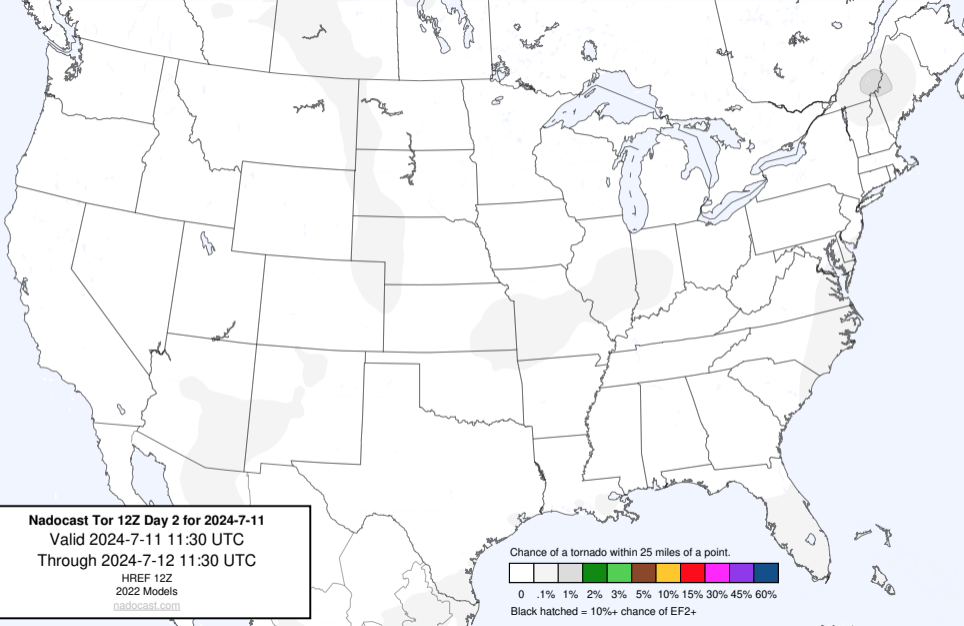 Nadocast Tor 12Z Day 2 for 2024-7-11
Valid 2024-7-11 11:30 UTC
Through 2024-7-12 11:30 UTC
HREF 12Z
2022 Models
nadocast.com
Chance of a tornado within 25 miles of a point.
0 .1% 1% 2% 3% 5% 10% 15% 30% 45% 60%
Black hatched = 10%+ chance of EF2+